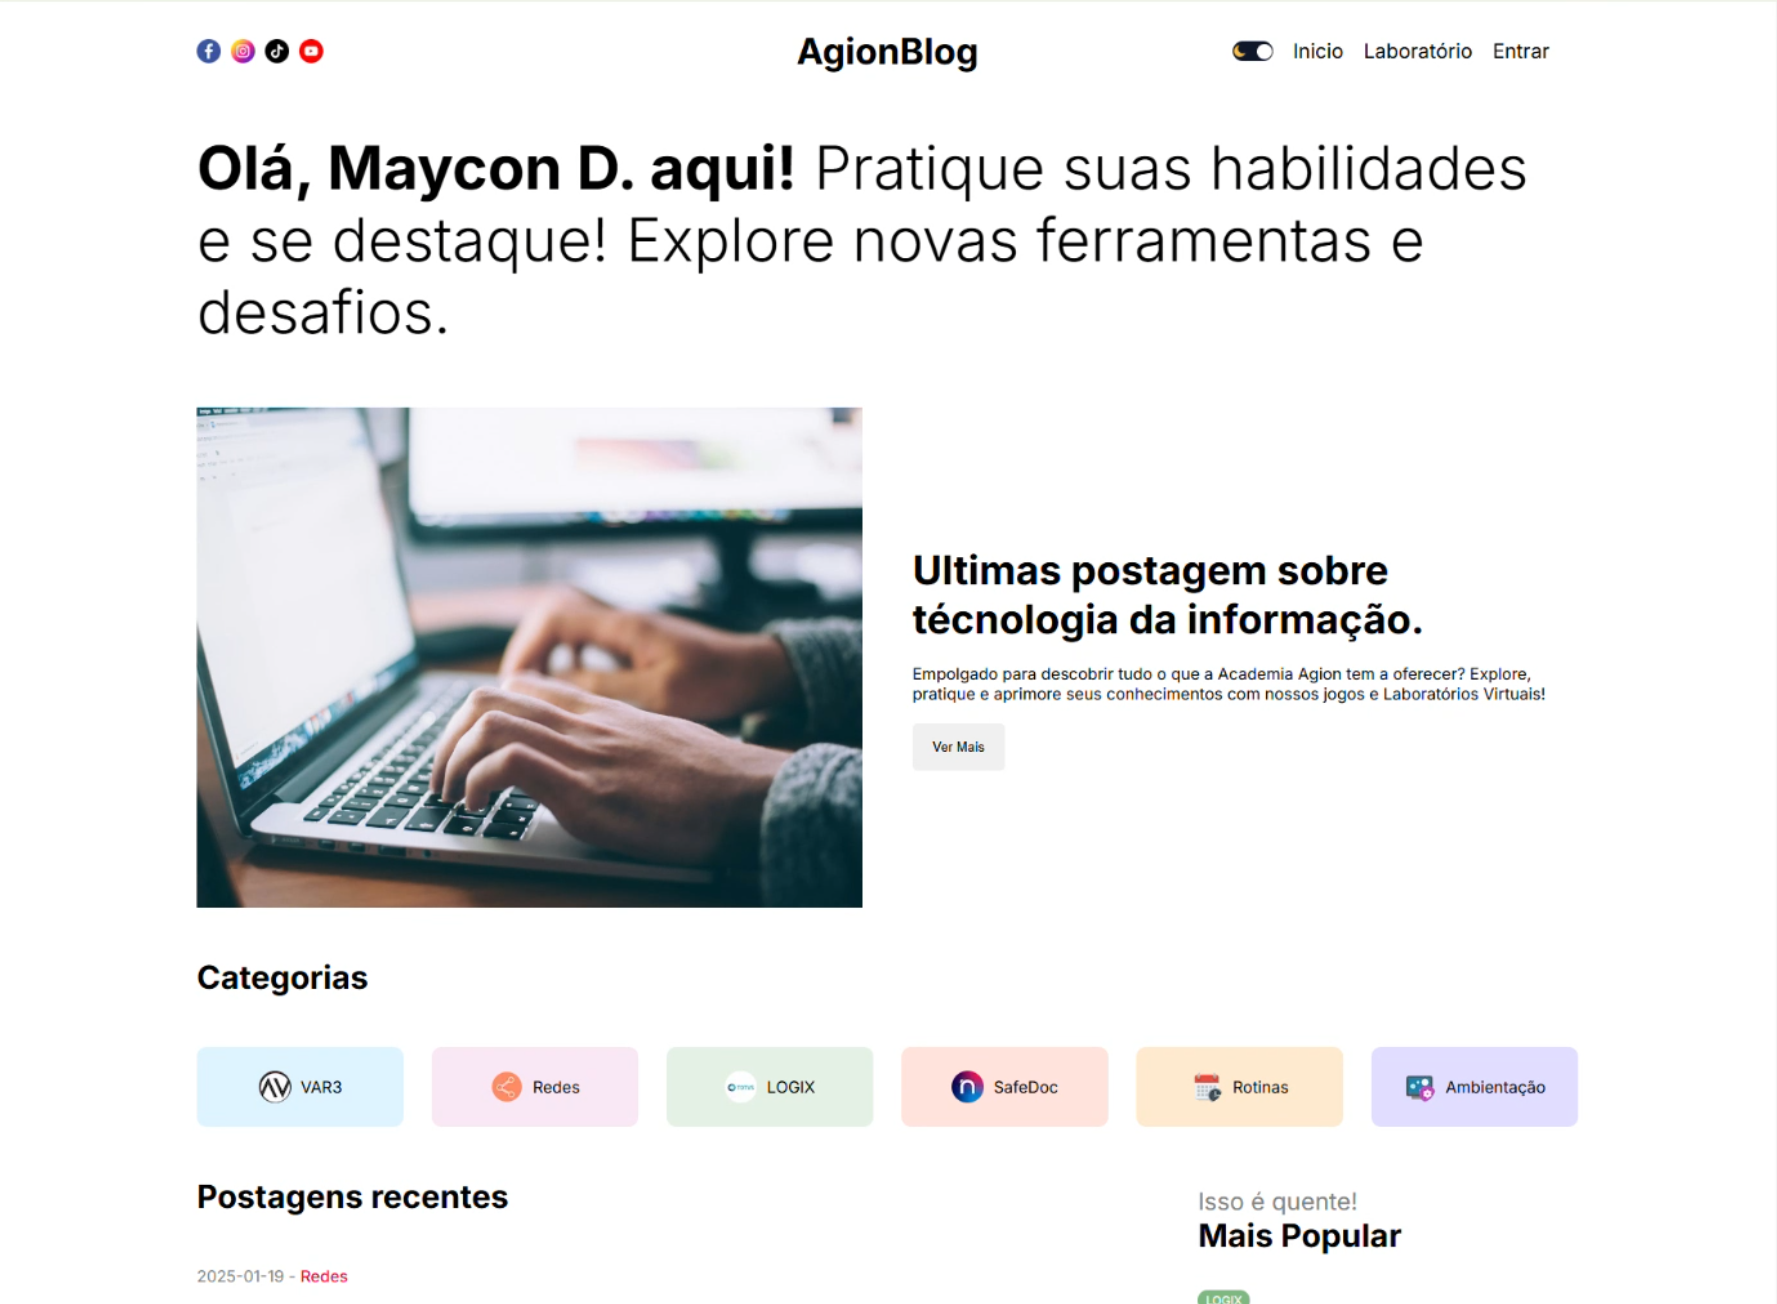 AgionBlog
Inicio Laboratório Entrar
Olá, Maycon D. aqui! Pratique suas habilidades
e se destaque! Explore novas ferramentas e
desafios.
Ultimas postagem sobre
técnologia da informação.
Empolgado para descobrir tudo o que a Academia Agion tem a oferecer? Explore,
pratique e aprimore seus conhecimentos com nossos jogos e Laboratórios Virtuais!
Ver Mais
Categorias
VAR3
Redes
LOGIX
SafeDoc
Rotinas
Ambientação
Postagens recentes
Isso é quente!
Mais Popular
2025-01-19 - Redes
LOGIX